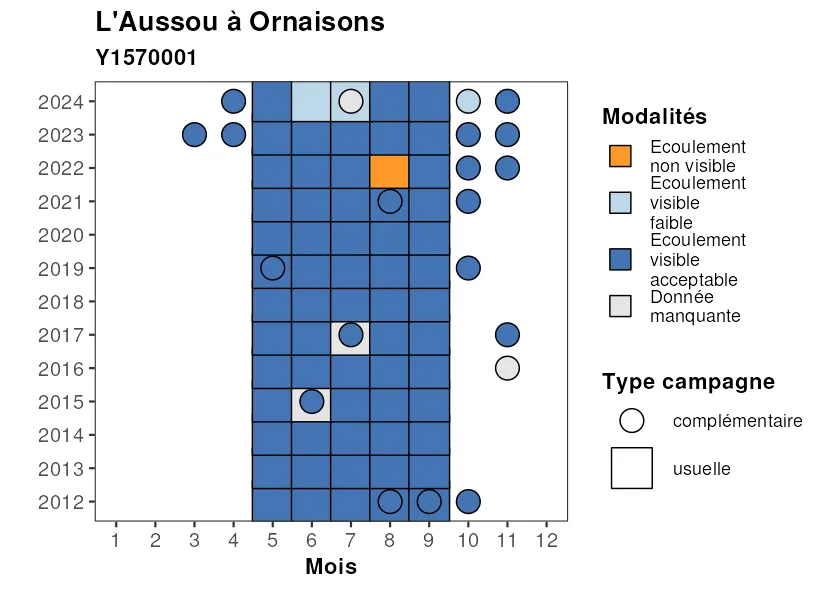 L'Aussou à Ornaisons
Y1570001
2024
2023
2022
2021
2020
2019
2018
2017
2016
2015
2014
2013
2012
1 2 3 4 5 6 7 8 9 10 11 12
Mois
Modalités
Ecoulement
non visible
Ecoulement
visible
faible
Ecoulement
visible
acceptable
Donnée
manquante
Type campagne
complémentaire
usuelle